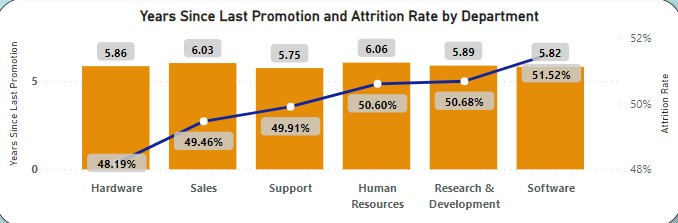 Years Since Last Promotion and Attrition Rate by Department
Years Since Last Promotion
5
0
5.86
6.03
5.75
6.06
5.89
5.82
48.19%
49.46%
49.91%
50.60%
50.68%
51.52%
52%
50%
48%
Attrition Rate
Hardware
Sales
Support
Human
Resources
Research &
Development
Software